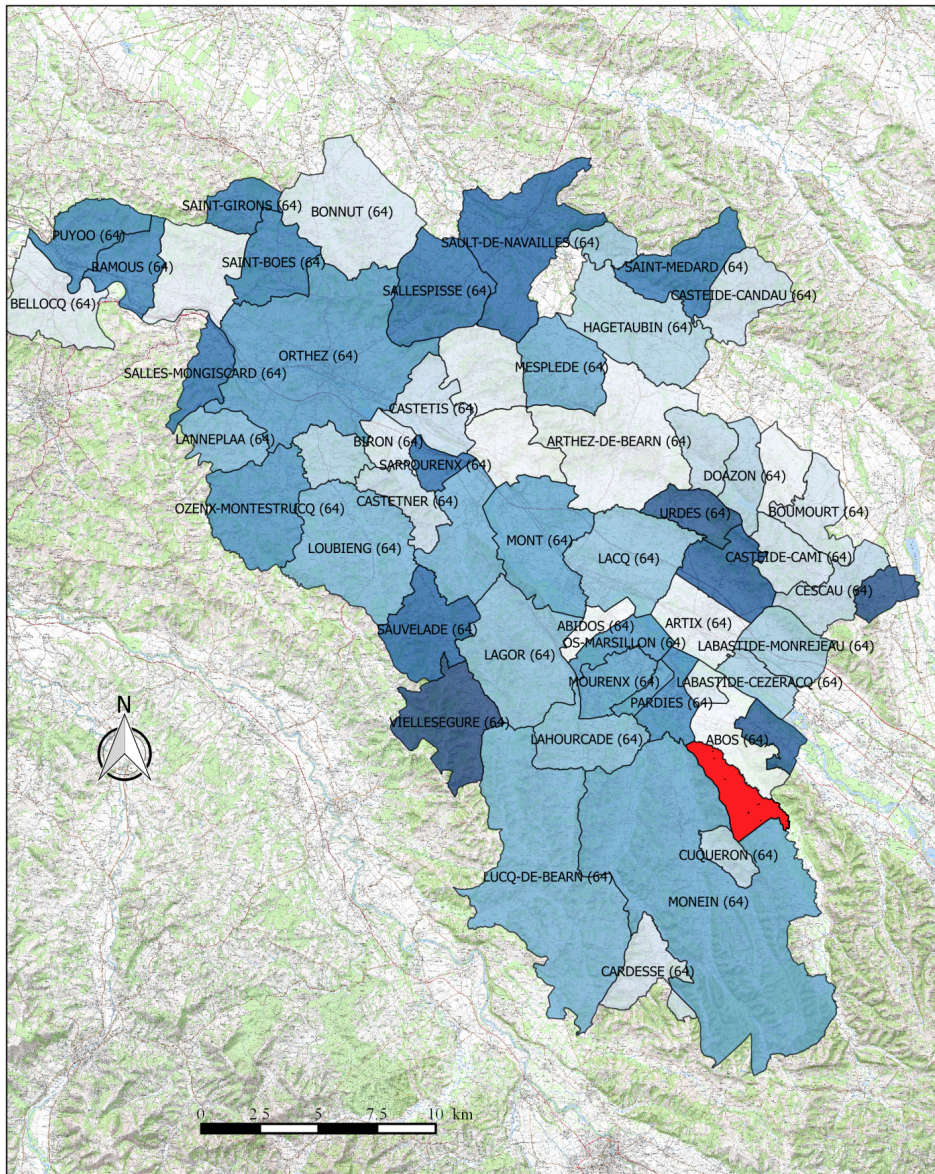 SAINT-GIRONS (64)
BONNUT (64)
PUYOO (64)
SAULT-DE-NAVAILLES (64)
RAMOUS (64)
SAINT-BOES (64)
SAINT-MEDARD (64)
SALLESPISSE (64)
CASTEIDE-CANDAU (64)
BELLOCQ (64)
HAGETAUBIN (64)
ORTHEZ (64)
SALLES-MONGISCARD (64)
MESPLEDE (64)
CASTETIS (64)
LANNEPLAA (64)
BIRON (64)
ARTHEZ-DE-BEARN (64)
SARPOURENX (64)
DOAZON (64)
CASTETNER (64)
OZENX-MONTESTRUCQ (64)
URDES (64)
BOUMOURT (64)
MONT (64)
LOUBIENG (64)
LACQ (64)
CASTEIDE-CAMI (64)
CESCAU (64)
ABIDOS (64)
ARTIX (64)
SAUVELADE (64)
OS-MARSILLON (64)
LABASTIDE-MONREJEAU (64)
LAGOR (64)
MOURENX (64)
LABASTIDE-CEZERACQ (64)
PARDIES (64)
N
VIELLESEGURE (64)
LAHOURCADE (64)
ABOS (64)
CUQUERON (64)
LUCQ-DE-BEARN (64)
MONEIN (64)
CARDESSE (64)
0 2.5 5 7.5 10 km